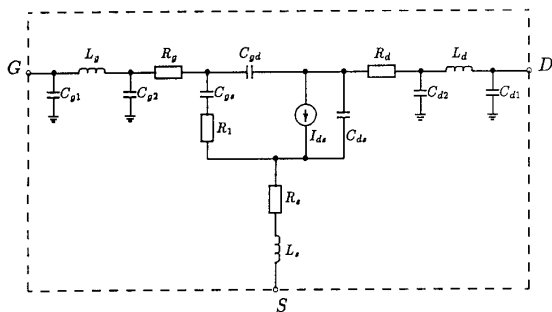 G
L_g
R_g
C_gd
R_d
L_d
D
C_g1
C_g2
C_gs
C_d2
C_d1
R_1
I_ds
C_ds
R_s
L_s
S